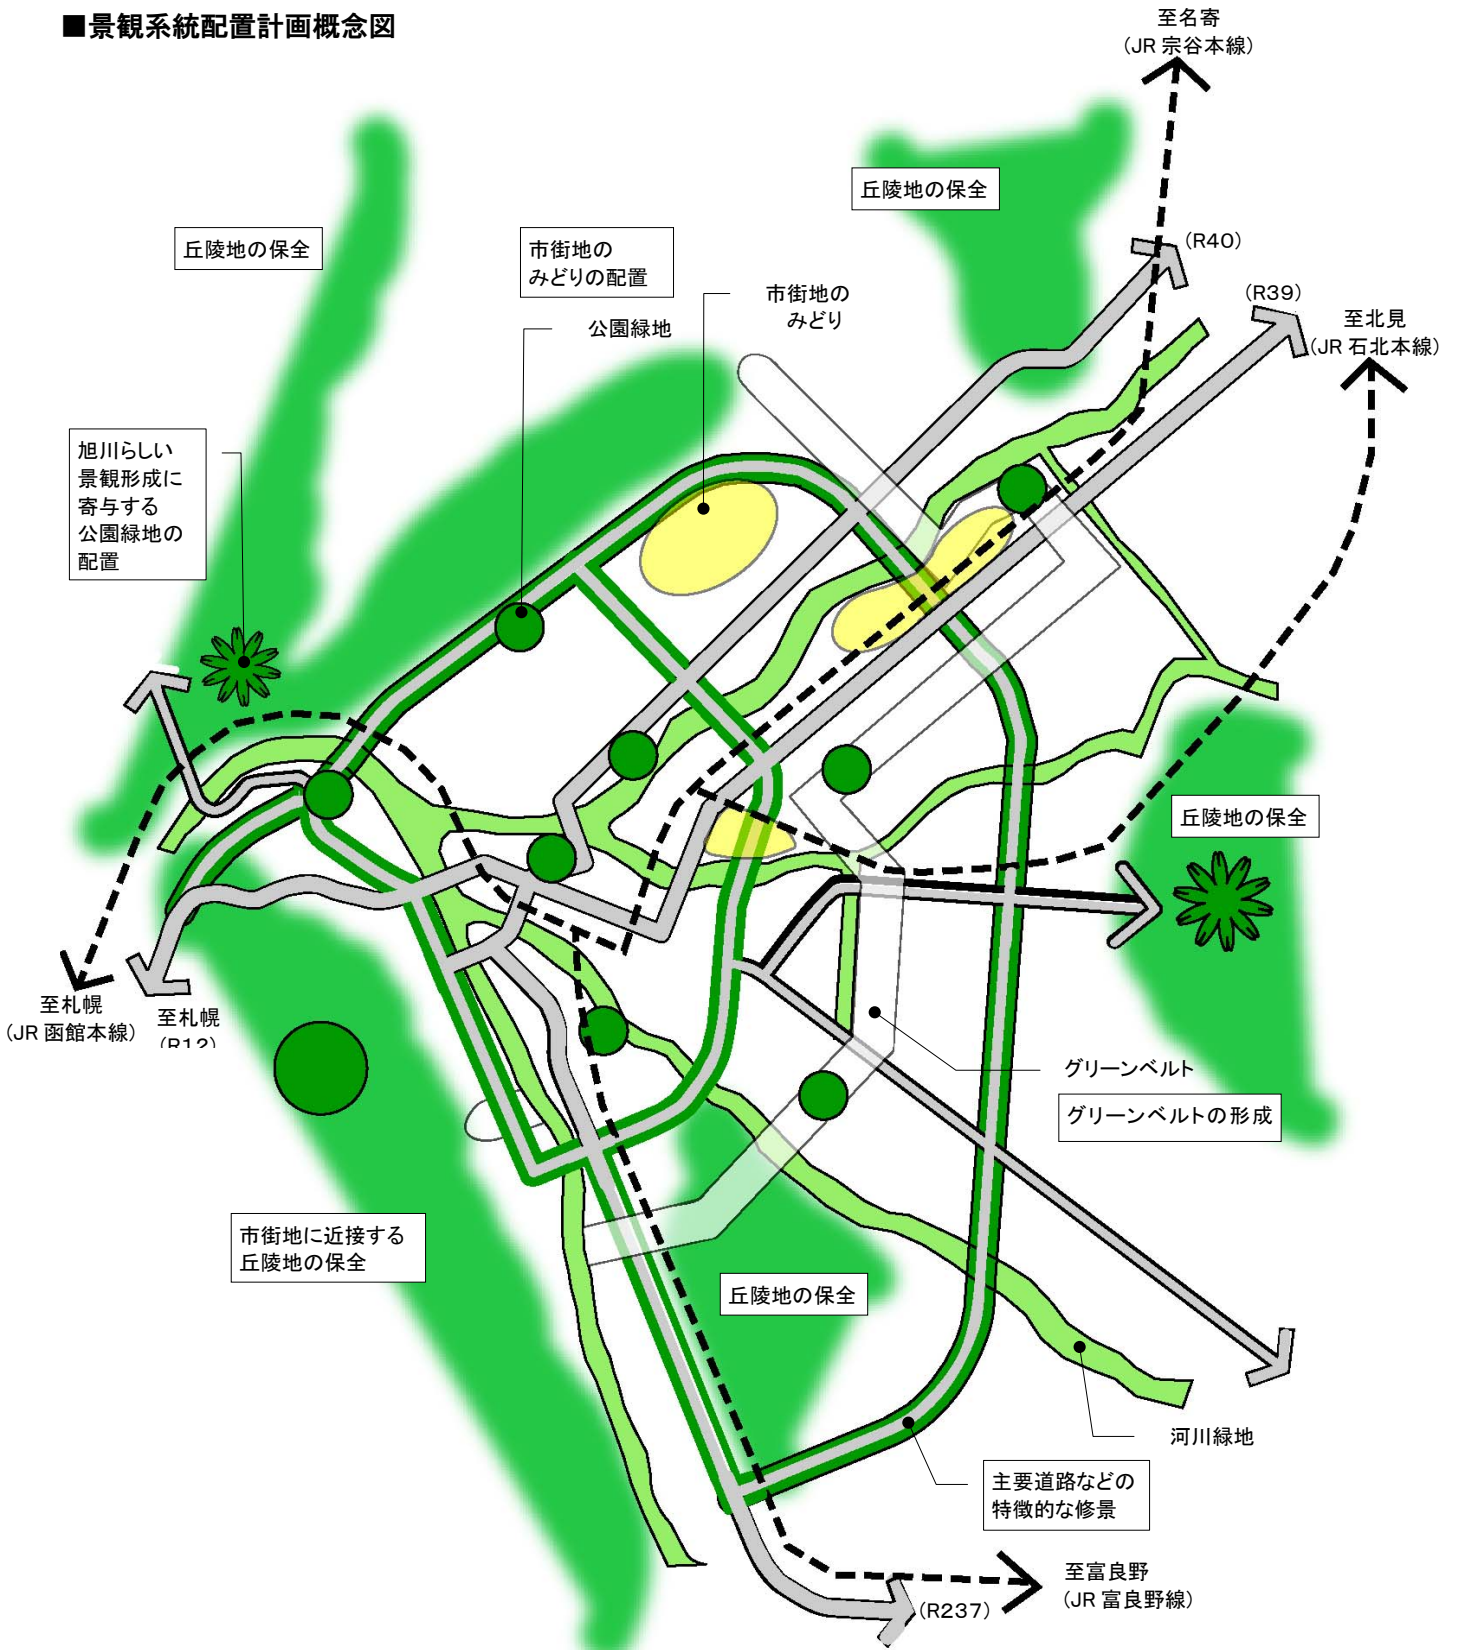 ■景観系統配置計画概念図
至名寄
(JR 宗谷本線)
丘陵地の保全
丘陵地の保全
市街地の
みどりの配置
(R40)
市街地の
みどり
(R39)
公園緑地
至北見
(JR 石北本線)
旭川らしい
景観形成に
寄与する
公園緑地の
配置
丘陵地の保全
至札幌
(JR 函館本線)
至札幌
(R12)
グリーンベルト
グリーンベルトの形成
市街地に近接する
丘陵地の保全
丘陵地の保全
河川緑地
主要道路などの
特徴的な修景
至富良野
(JR 富良野線)
(R237)